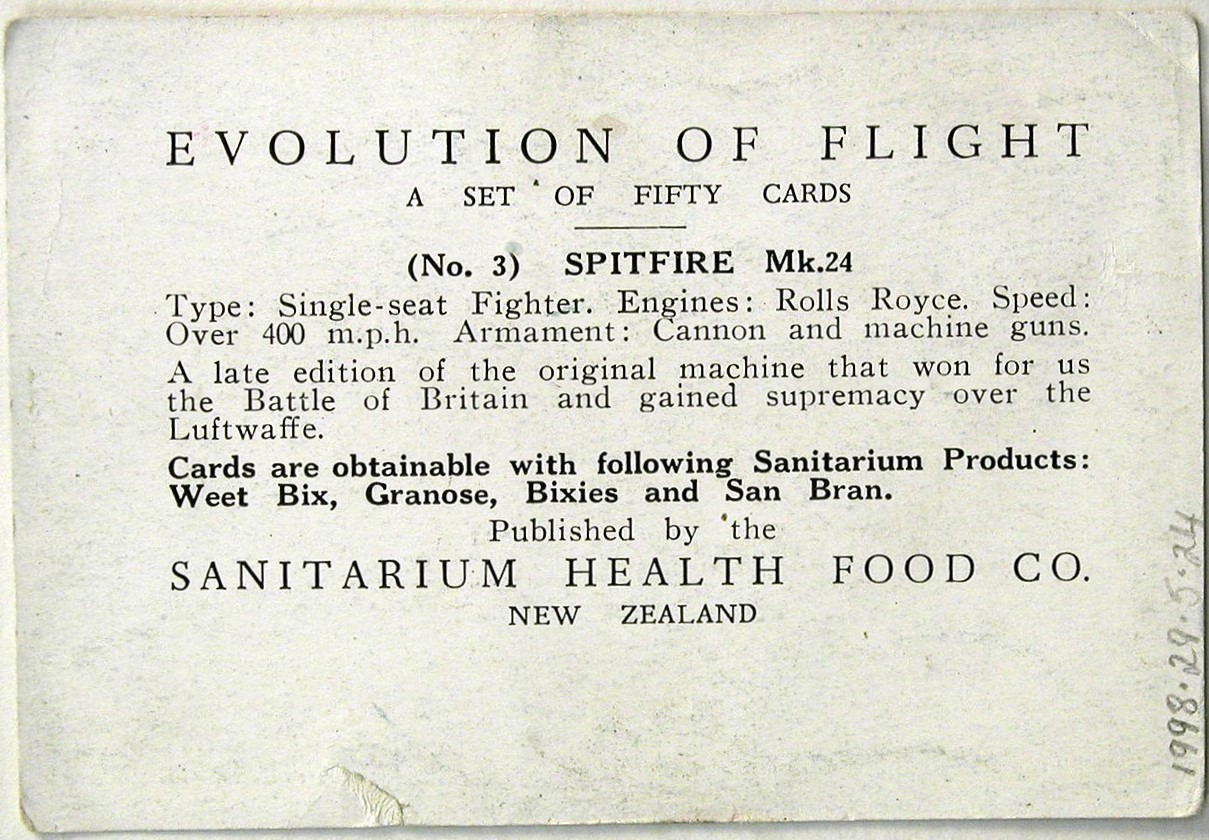 EVOLUTION OF FLIGHT
A SET OF FIFTY CARDS
(No. 3) SPITFIRE Mk.24
Type: Single-seat Fighter. Engines: Rolls Royce. Speed:
Over 400 m.p.h. Armament: Cannon and machine guns.
A late edition of the original machine that won for us
the Battle of Britain and gained supremacy over the
Luftwaffe.
Cards are obtainable with following Sanitarium Products:
Weet Bix, Granose, Bixies and San Bran.
Published by the
SANITARIUM HEALTH FOOD CO.
NEW ZEALAND
1998.29.5.24